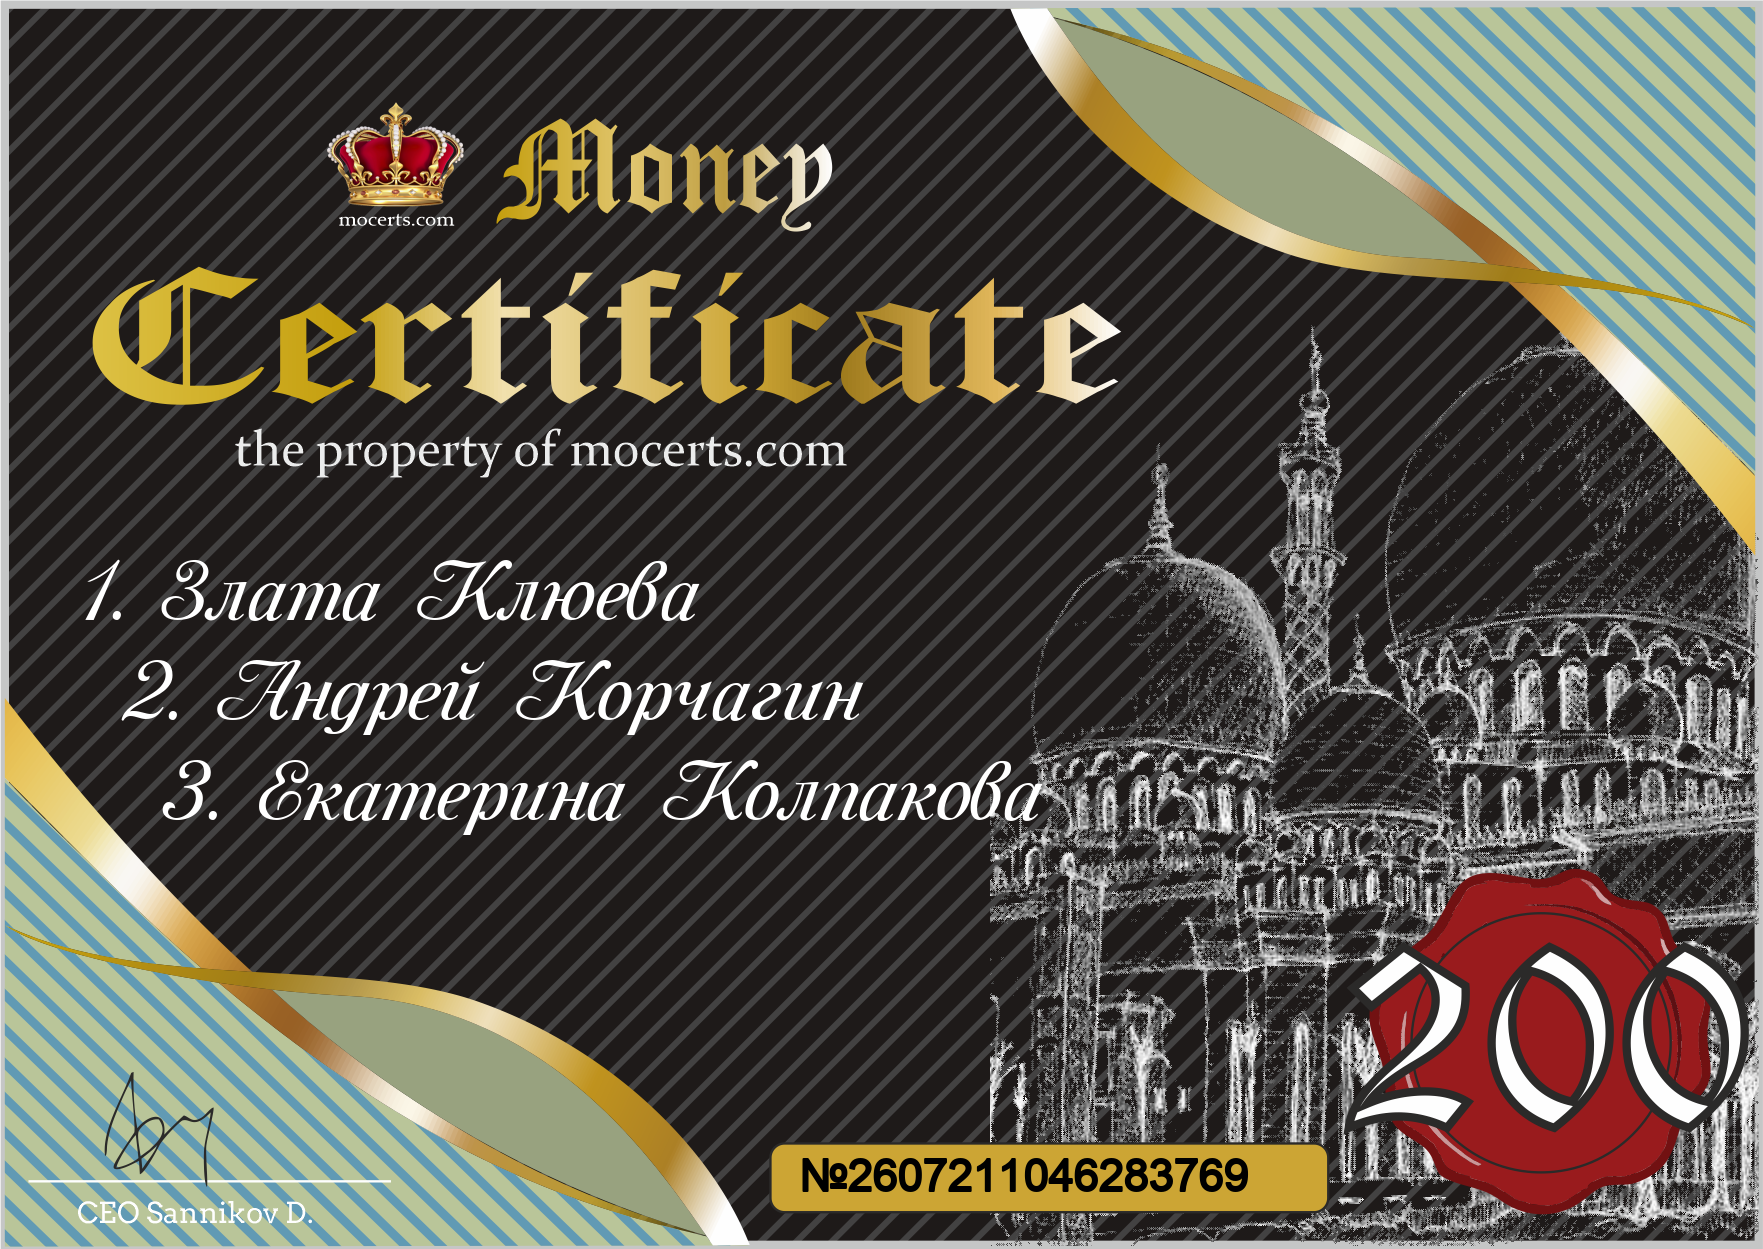 mocerts.com
Money
Certificate
the property of mocerts.com
1. Злата Клюева
2. Андрей Корчагин
3. Екатерина Колпакова
200
№2607211046283769
CEO Sannikov D.